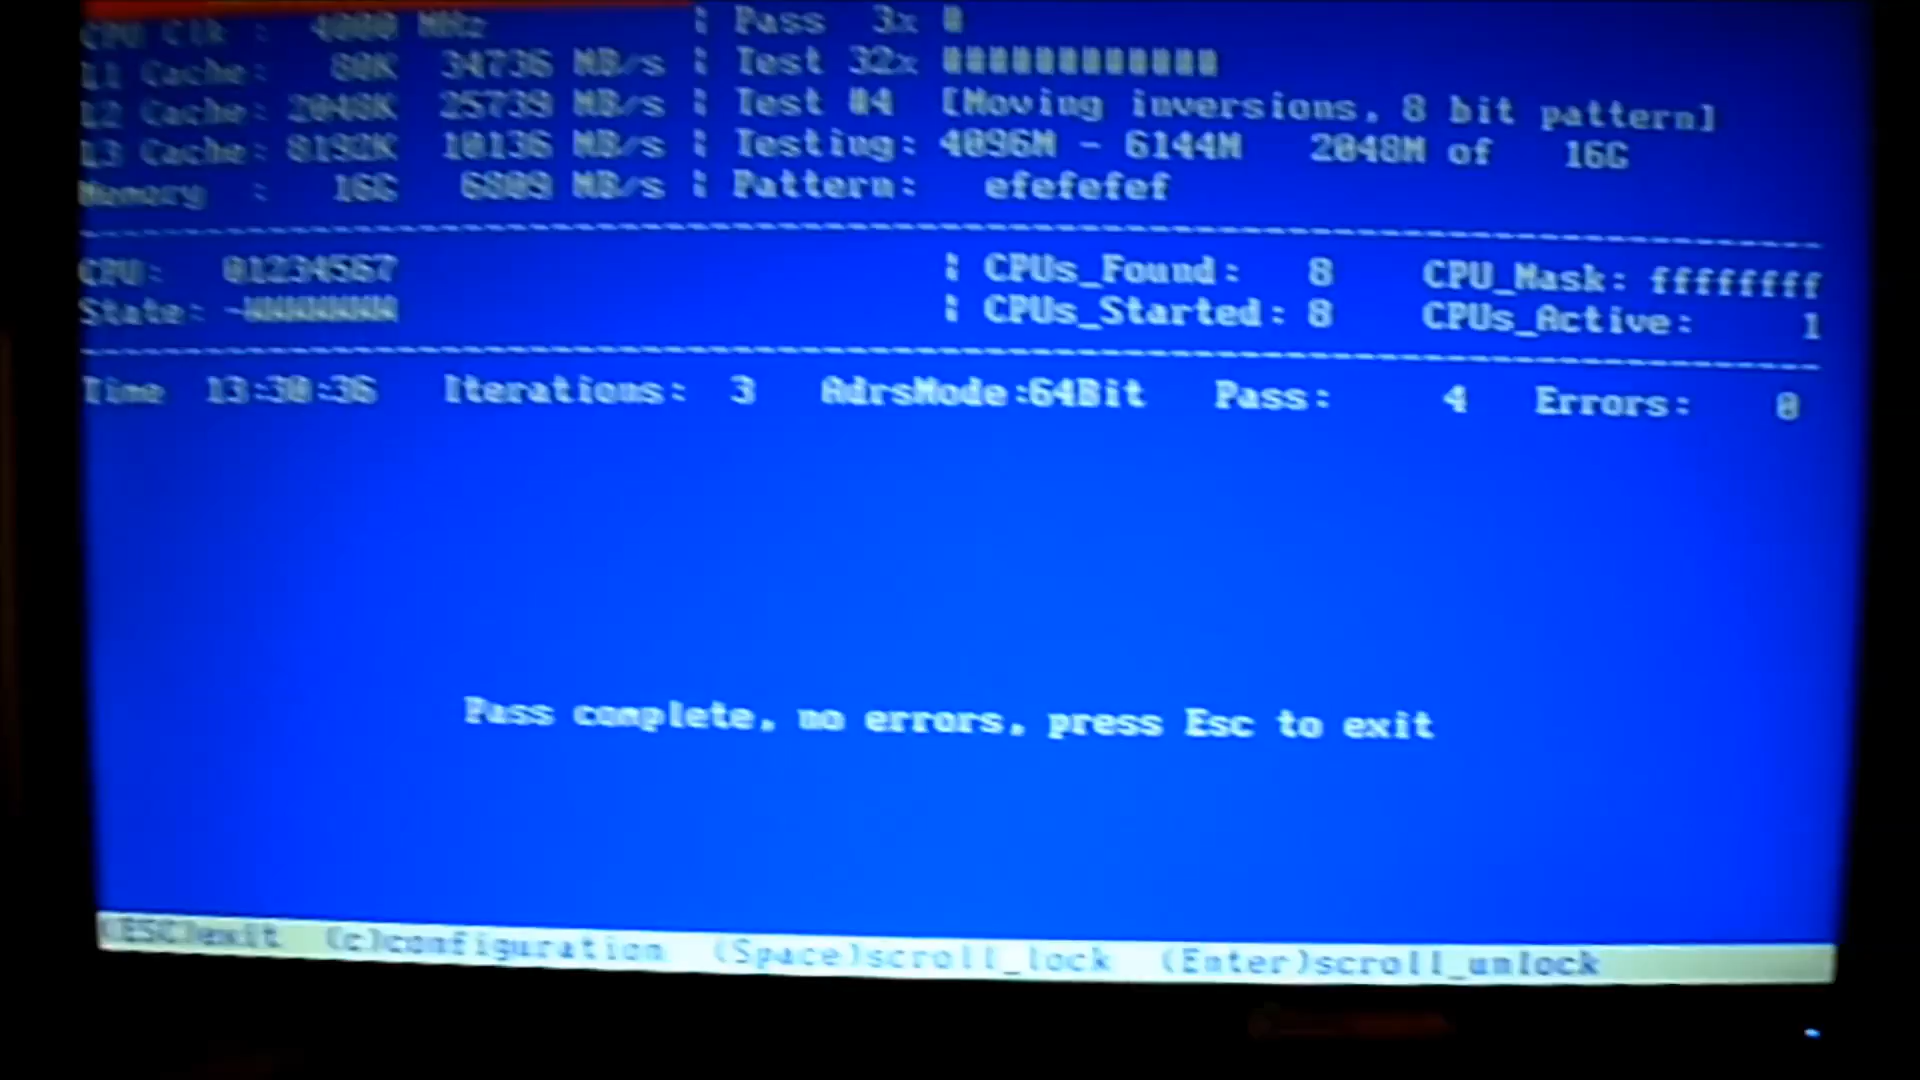 CPU Clk : 4000 MHz | Pass 3% #
L1 Cache: 80K 34736 MB/s | Test 32% ############
L2 Cache: 2048K 25739 MB/s | Test #4 [Moving inversions, 8 bit pattern]
L3 Cache: 8192K 10136 MB/s | Testing: 4096M - 6144M 2048M of 16G
Memory : 16G 6809 MB/s | Pattern: efefefef
CPU: 01234567 | CPUs_Found: 8 CPU_Mask: ffffffff
State: -WWWWWWW | CPUs_Started: 8 CPUs_Active: 1
Time 13:30:36 Iterations: 3 AdrsMode:64Bit Pass: 4 Errors: 0
Pass complete, no errors, press Esc to exit
(ESC)exit (c)configuration (Space)scroll_lock (Enter)scroll_unlock